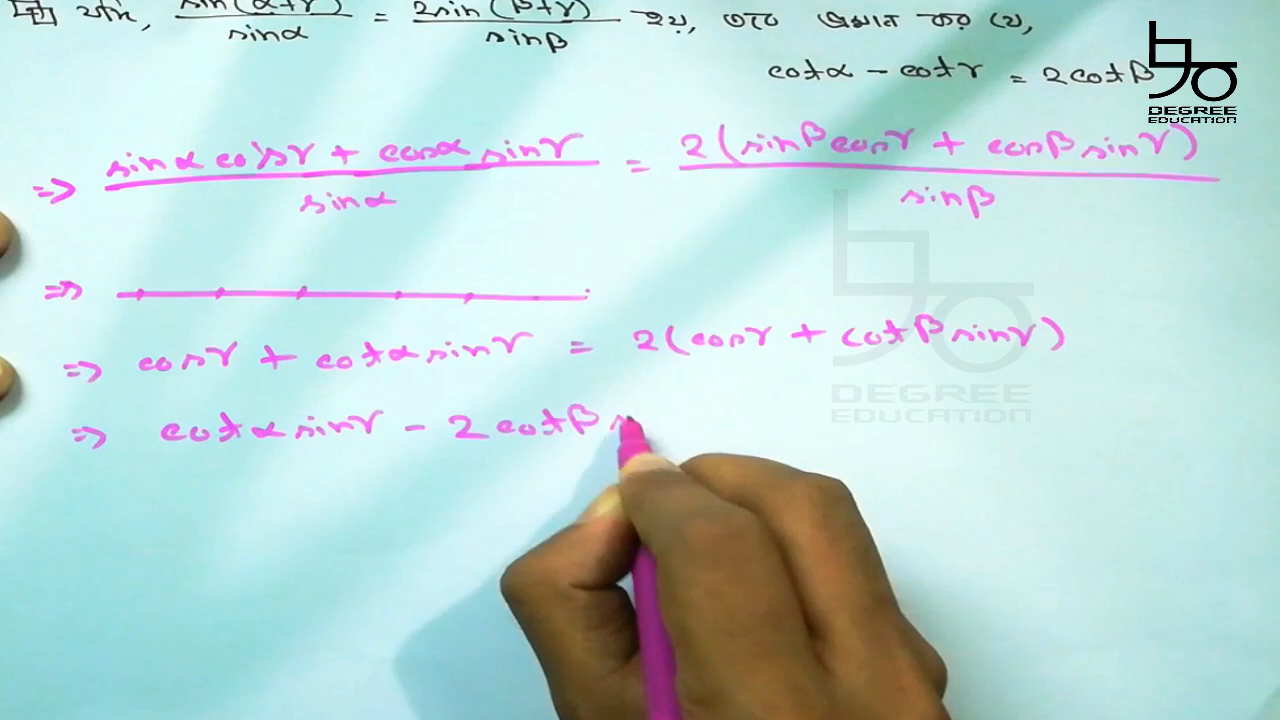 যদি, sin(α+γ)/sinα = 2sin(β+γ)/sinβ হয়, তবে প্রমাণ কর যে,
cotα − cotγ = 2cotβ
DEGREE
EDUCATION
⇒ (sinα cosγ + cosα sinγ)/sinα = 2(sinβ cosγ + cosβ sinγ)/sinβ
⇒
⇒ cosγ + cotα sinγ = 2(cosγ + cotβ sinγ)
DEGREE
EDUCATION
⇒ cotα sinγ − 2cotβ